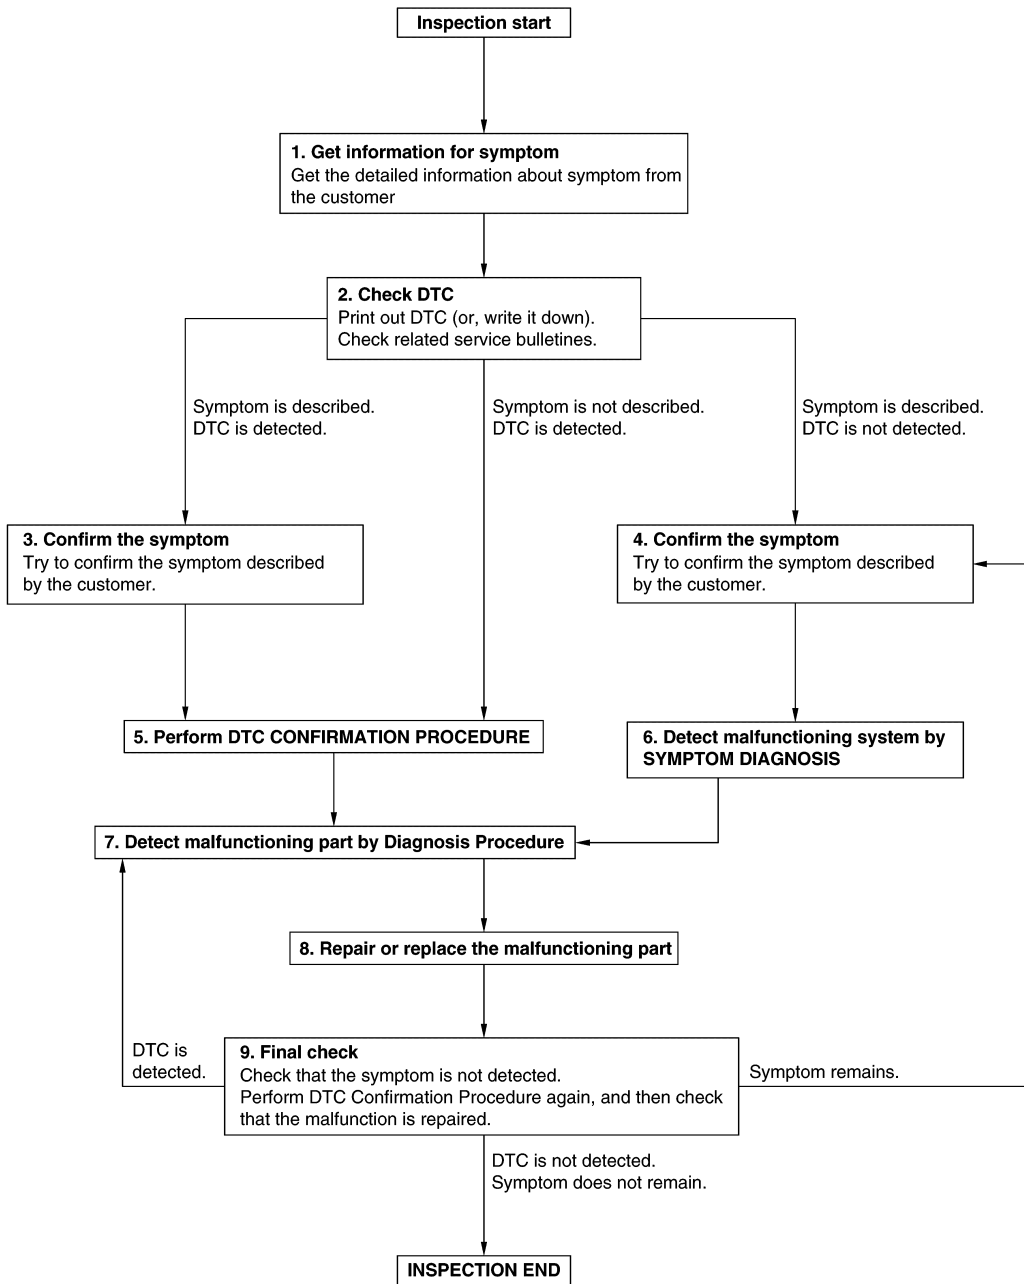 Inspection start
1. Get information for symptom
Get the detailed information about symptom from
the customer
2. Check DTC
Print out DTC (or, write it down).
Check related service bulletines.
Symptom is described.
DTC is detected.
Symptom is not described.
DTC is detected.
Symptom is described.
DTC is not detected.
3. Confirm the symptom
Try to confirm the symptom described
by the customer.
4. Confirm the symptom
Try to confirm the symptom described
by the customer.
5. Perform DTC CONFIRMATION PROCEDURE
6. Detect malfunctioning system by
SYMPTOM DIAGNOSIS
7. Detect malfunctioning part by Diagnosis Procedure
8. Repair or replace the malfunctioning part
DTC is
detected.
9. Final check
Check that the symptom is not detected.
Perform DTC Confirmation Procedure again, and then check
that the malfunction is repaired.
Symptom remains.
DTC is not detected.
Symptom does not remain.
INSPECTION END